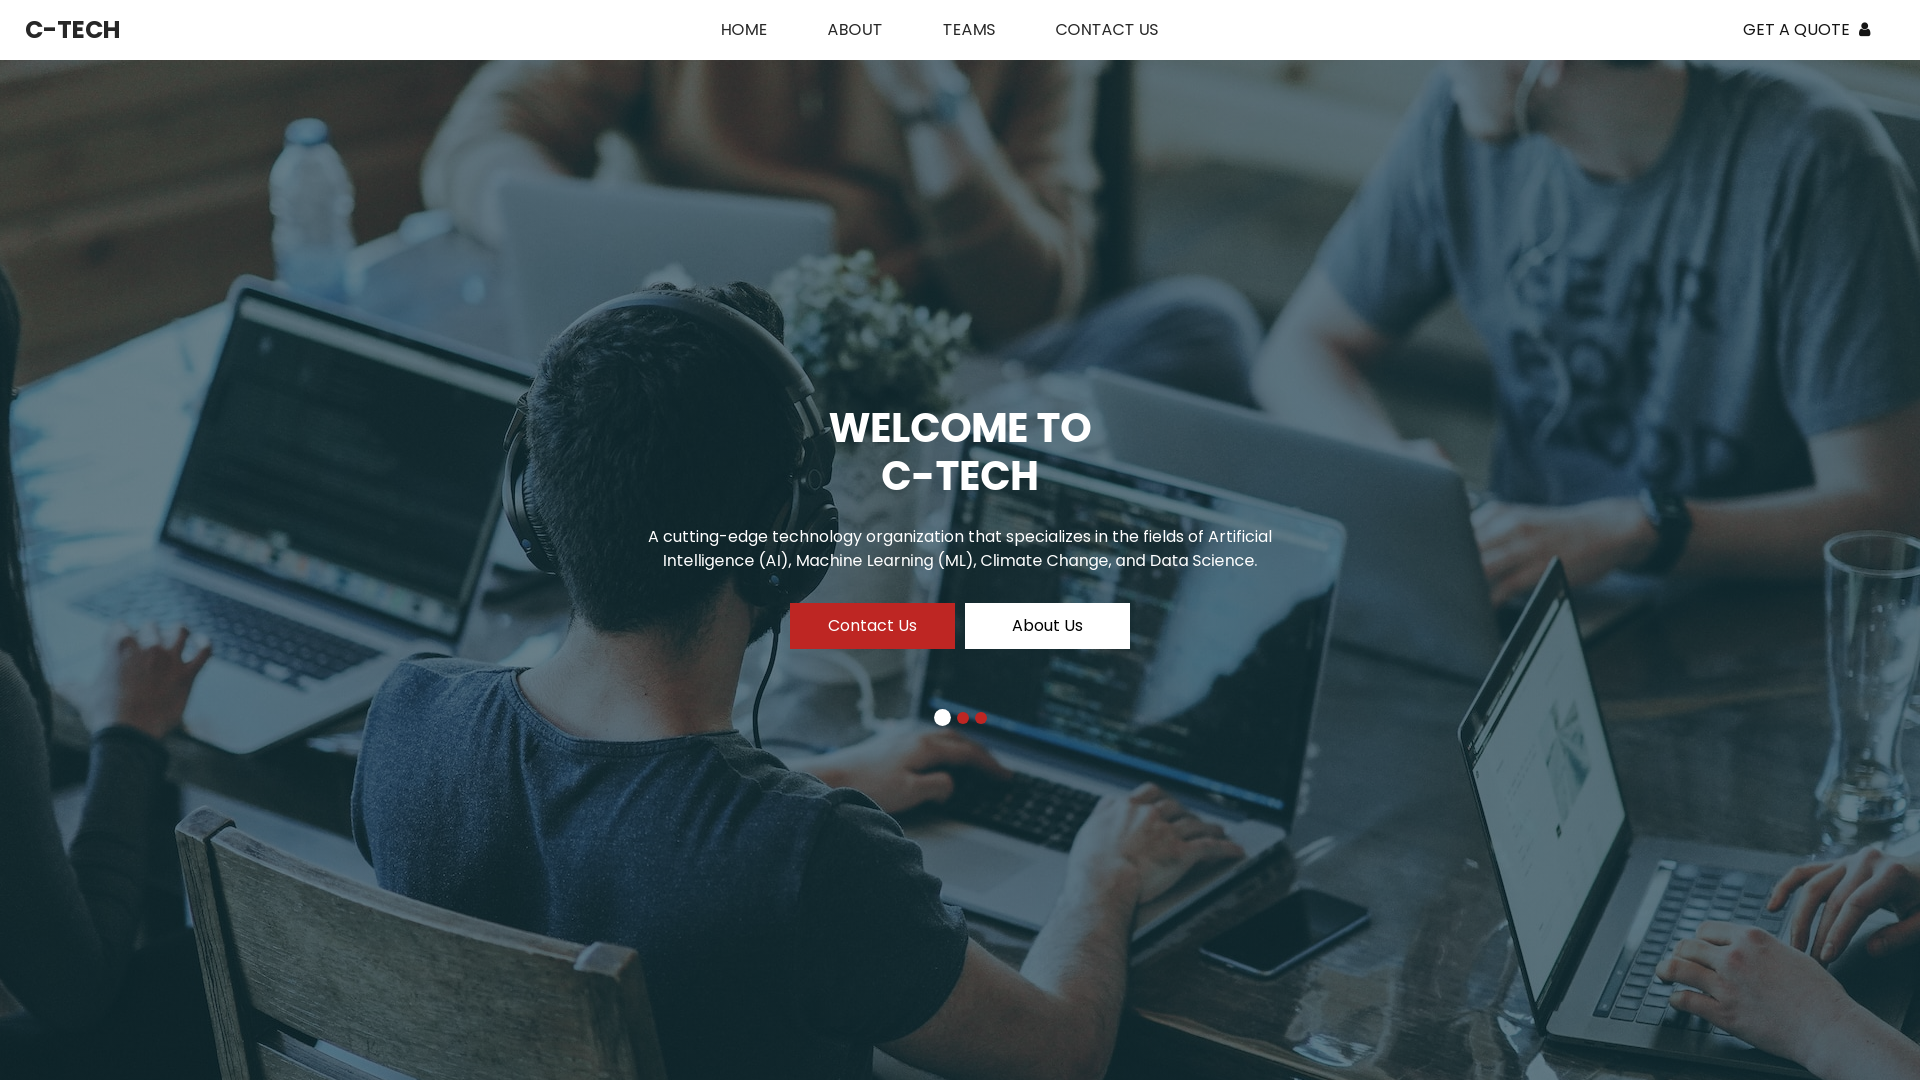 C-TECH
HOME
ABOUT
TEAMS
CONTACT US
GET A QUOTE
WELCOME TO
C-TECH
A cutting-edge technology organization that specializes in the fields of Artificial
Intelligence (AI), Machine Learning (ML), Climate Change, and Data Science.
Contact Us
About Us